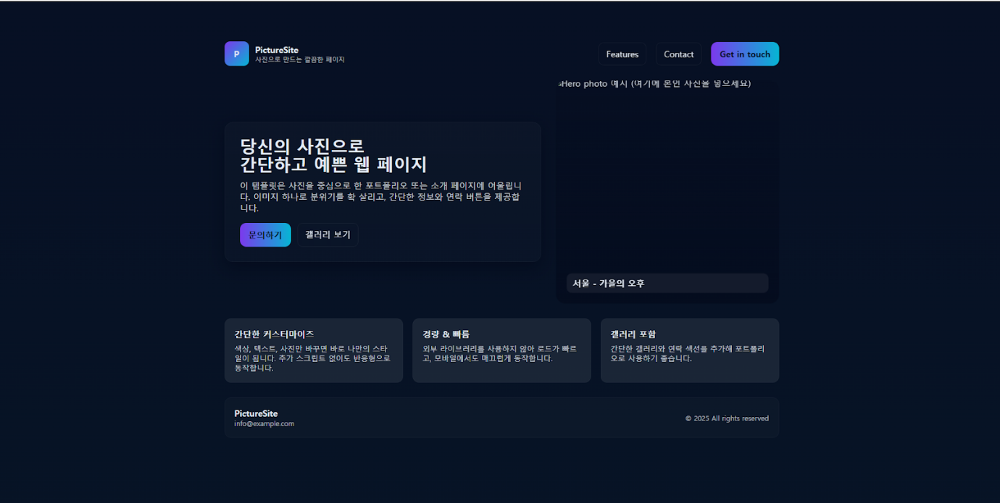 P
PictureSite
사진으로 만드는 깔끔한 페이지
Features
Contact
Get in touch
Hero photo 예시 (여기에 본인 사진을 넣으세요)
당신의 사진으로
간단하고 예쁜 웹 페이지
이 템플릿은 사진을 중심으로 한 포트폴리오 또는 소개 페이지에 어울립니
다. 이미지 하나로 분위기를 확 살리고, 간단한 정보와 연락 버튼을 제공합
니다.
문의하기
갤러리 보기
서울 - 가을의 오후
간단한 커스터마이즈
색상, 텍스트, 사진만 바꾸면 바로 나만의 스타
일이 됩니다. 추가 스크립트 없이도 반응형으로
동작합니다.
경량 & 빠름
외부 라이브러리를 사용하지 않아 로드가 빠르
고, 모바일에서도 매끄럽게 동작합니다.
갤러리 포함
간단한 갤러리와 연락 섹션을 추가해 포트폴리
오로 사용하기 좋습니다.
PictureSite
info@example.com
© 2025 All rights reserved